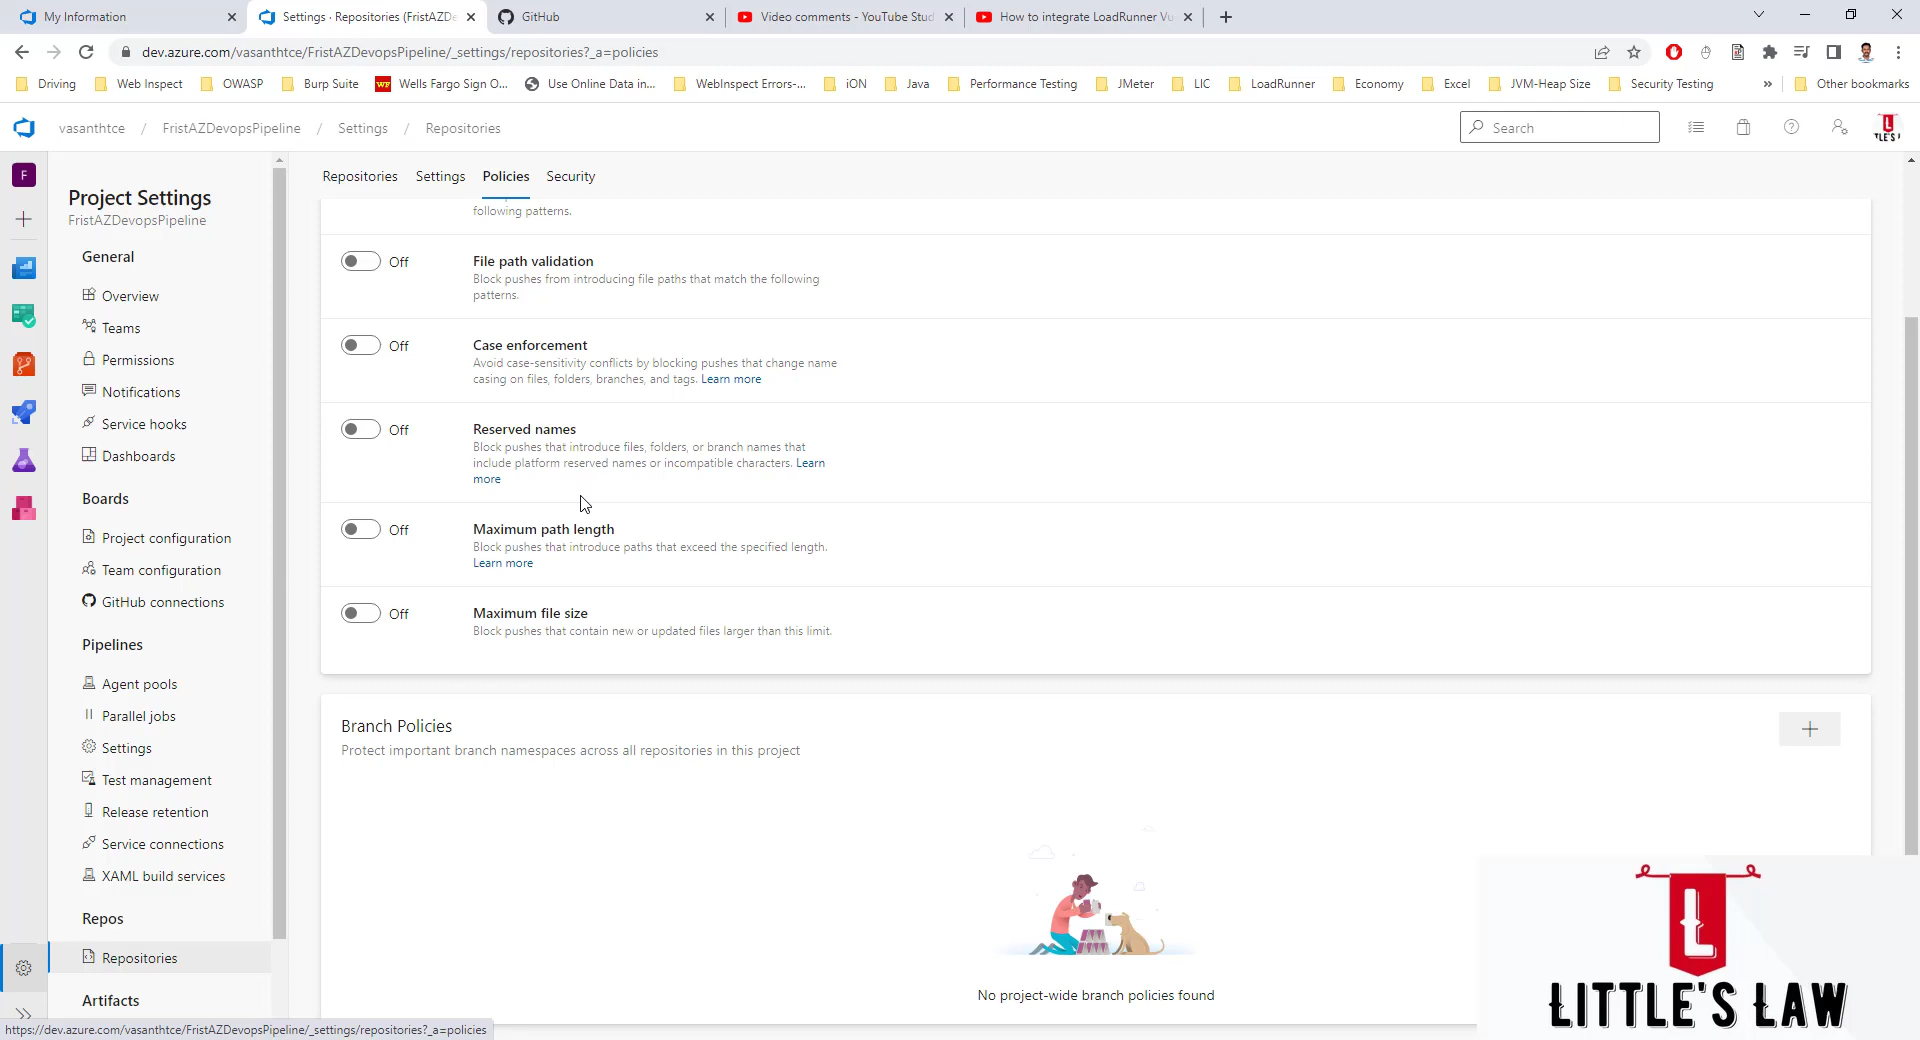 My Information
Settings · Repositories (FristAZDe
GitHub
Video comments - YouTube Stud
How to integrate LoadRunner Vu
dev.azure.com/vasanthtce/FristAZDevopsPipeline/_settings/repositories?_a=policies
Driving
Web Inspect
OWASP
Burp Suite
WF
Wells Fargo Sign O...
Use Online Data in...
WebInspect Errors-...
iON
Java
Performance Testing
JMeter
LIC
LoadRunner
Economy
Excel
JVM-Heap Size
Security Testing
»
Other bookmarks
vasanthtce / FristAZDevopsPipeline / Settings / Repositories
Search
F
Project Settings
FristAZDevopsPipeline
General
Overview
Teams
Permissions
Notifications
Service hooks
Dashboards
Boards
Project configuration
Team configuration
GitHub connections
Pipelines
Agent pools
Parallel jobs
Settings
Test management
Release retention
Service connections
XAML build services
Repos
Repositories
Artifacts
Repositories Settings Policies Security
following patterns.
Off File path validation
Block pushes from introducing file paths that match the following
patterns.
Off Case enforcement
Avoid case-sensitivity conflicts by blocking pushes that change name
casing on files, folders, branches, and tags. Learn more
Off Reserved names
Block pushes that introduce files, folders, or branch names that
include platform reserved names or incompatible characters. Learn
more
Off Maximum path length
Block pushes that introduce paths that exceed the specified length.
Learn more
Off Maximum file size
Block pushes that contain new or updated files larger than this limit.
Branch Policies
Protect important branch namespaces across all repositories in this project
No project-wide branch policies found
https://dev.azure.com/vasanthtce/FristAZDevopsPipeline/_settings/repositories?_a=policies
L
LITTLE'S LAW